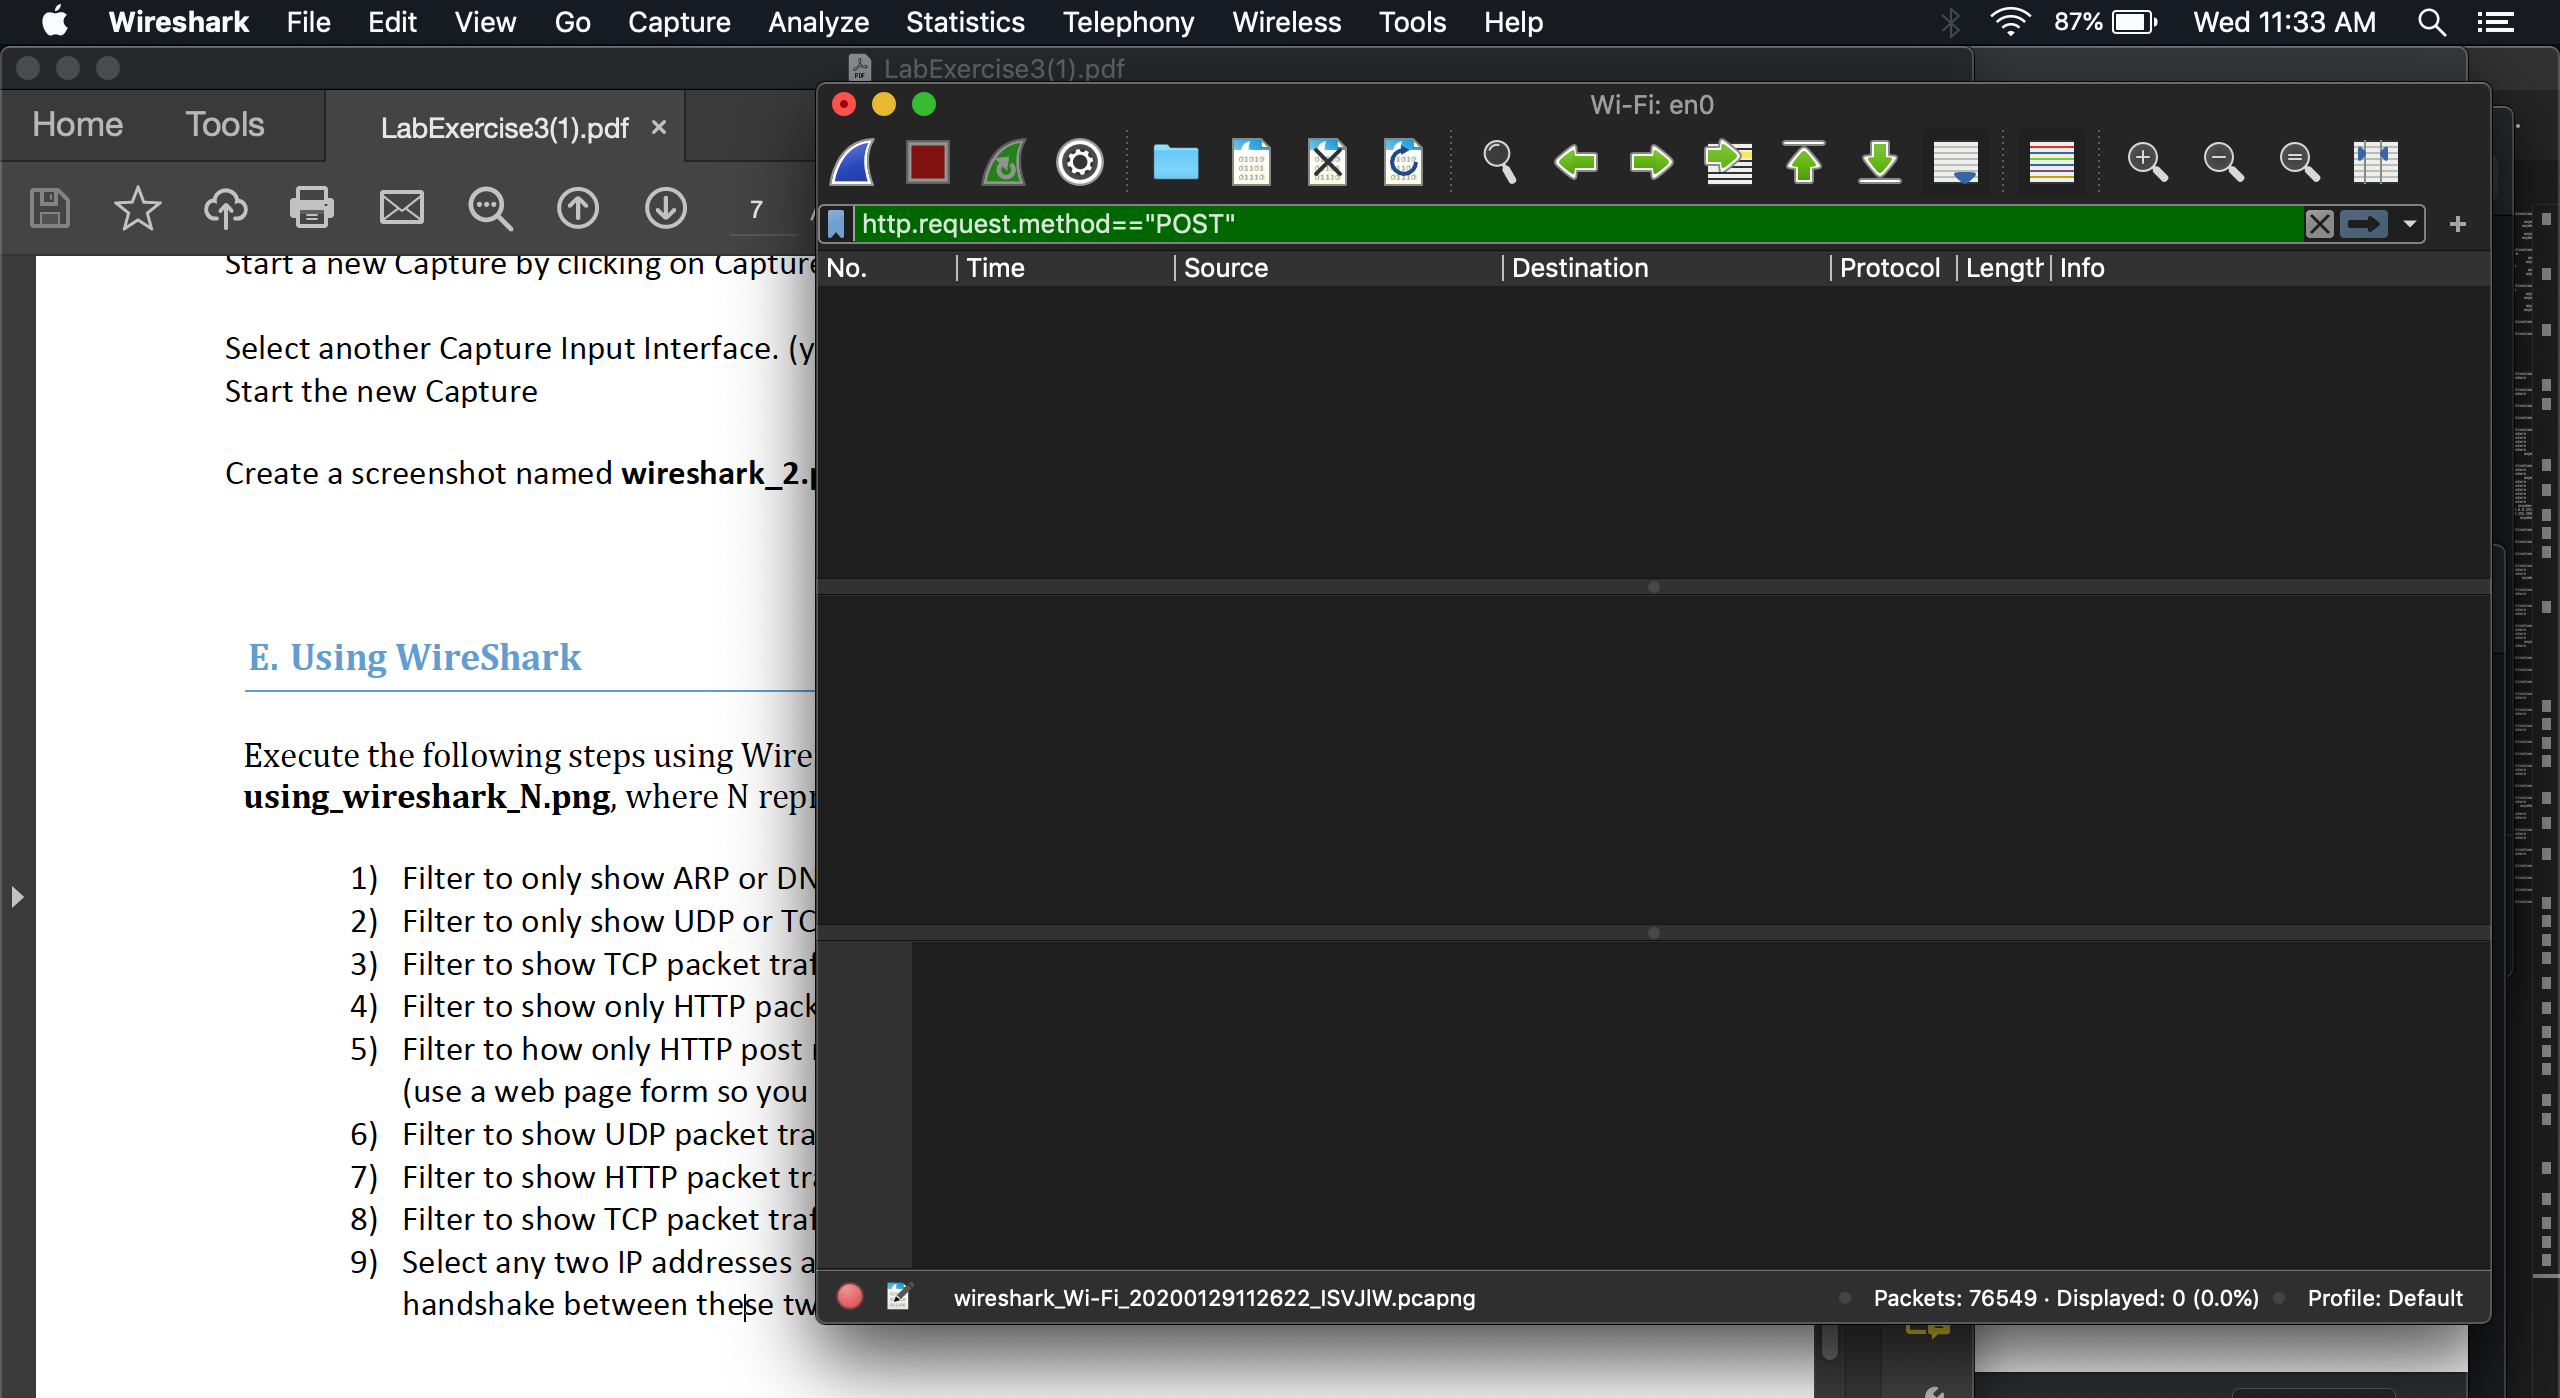 Wireshark File Edit View Go Capture Analyze Statistics Telephony Wireless Tools Help 87% Wed 11:33 AM
LabExercise3(1).pdf
Home Tools LabExercise3(1).pdf ×
7
Start a new Capture by clicking on Capture
Select another Capture Input Interface. (y
Start the new Capture
Create a screenshot named wireshark_2.p
E. Using WireShark
Execute the following steps using Wire
using_wireshark_N.png, where N repr
1) Filter to only show ARP or DN
2) Filter to only show UDP or TC
3) Filter to show TCP packet traf
4) Filter to show only HTTP pack
5) Filter to how only HTTP post
(use a web page form so you
6) Filter to show UDP packet tra
7) Filter to show HTTP packet tr
8) Filter to show TCP packet traf
9) Select any two IP addresses a
handshake between these tw
Wi-Fi: en0
http.request.method=="POST"
No. Time Source Destination Protocol Length Info
wireshark_Wi-Fi_20200129112622_ISVJIW.pcapng Packets: 76549 · Displayed: 0 (0.0%) Profile: Default